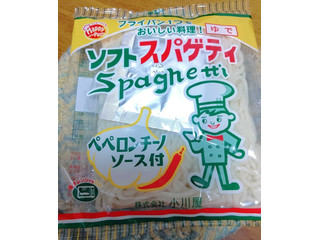 HAPPY
フライパン1つで
おいしい料理!!
ゆで
ソフトスパゲティ
Spaghetti
ペペロンチーノ
ソース付
株式会社 小川屋